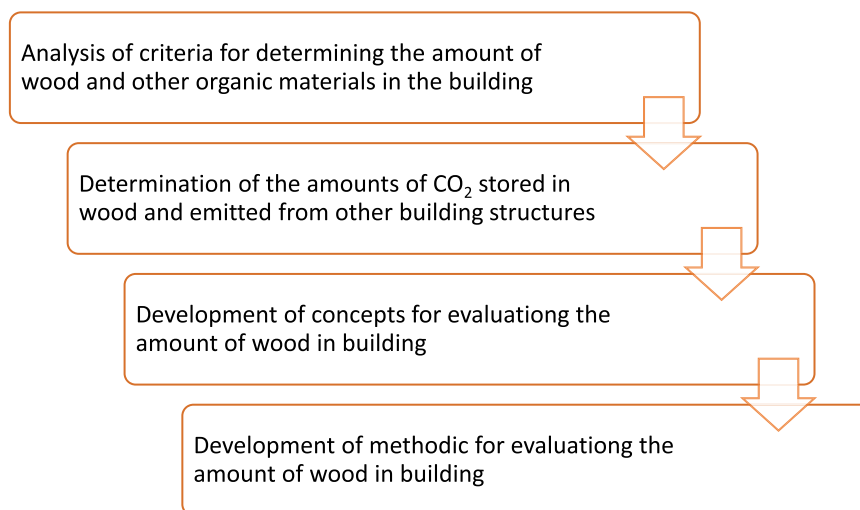 Analysis of criteria for determining the amount of
wood and other organic materials in the building
Determination of the amounts of CO₂ stored in
wood and emitted from other building structures
Development of concepts for evaluationg the
amount of wood in building
Development of methodic for evaluationg the
amount of wood in building